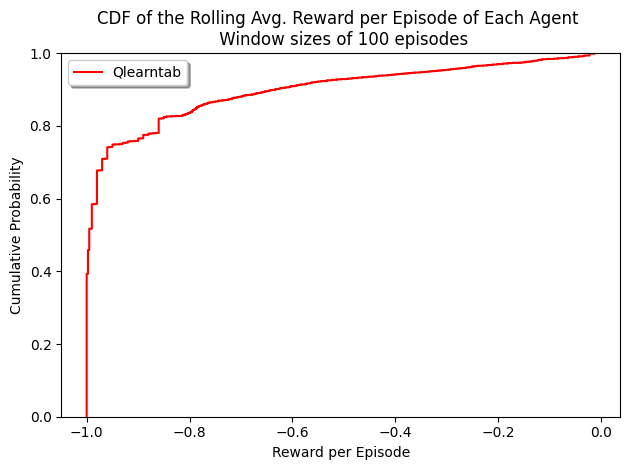 CDF of the Rolling Avg. Reward per Episode of Each Agent
Window sizes of 100 episodes
Qlearntab
1.0
0.8
0.6
0.4
0.2
0.0
Cumulative Probability
−1.0 −0.8 −0.6 −0.4 −0.2 0.0
Reward per Episode